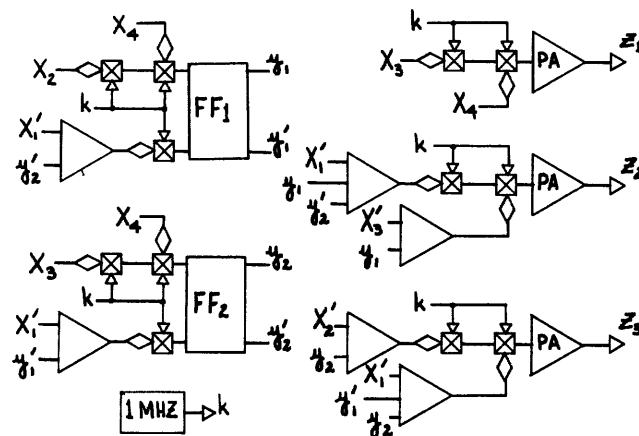 X4
X2
k
X1'
y2'
FF1
y1
y1'
X4
X3
k
X1'
y1'
FF2
y2
y2'
1 MHZ
k
k
X3
X4
PA
Z1
k
X1'
y1
y2'
X3'
y1
PA
Z2
k
X2'
y2
X1'
y1'
y2
PA
Z3